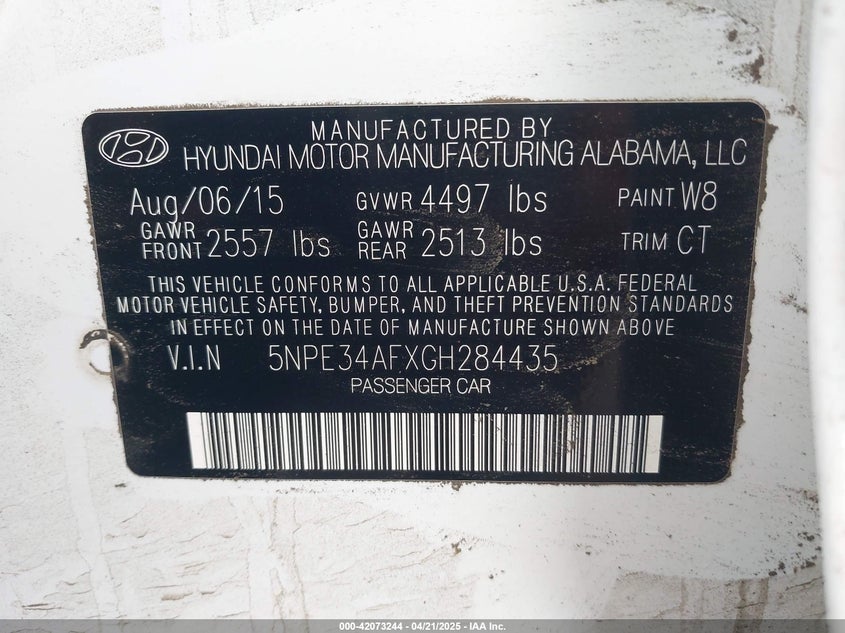 MANUFACTURED BY
HYUNDAI MOTOR MANUFACTURING ALABAMA, LLC
Aug/06/15 GVWR 4497 lbs PAINT W8
GAWR FRONT 2557 lbs GAWR REAR 2513 lbs TRIM CT
THIS VEHICLE CONFORMS TO ALL APPLICABLE U.S.A. FEDERAL
MOTOR VEHICLE SAFETY, BUMPER, AND THEFT PREVENTION STANDARDS
IN EFFECT ON THE DATE OF MANUFACTURE SHOWN ABOVE.
V.I.N 5NPE34AFXGH284435
PASSENGER CAR
000-42073244 - 04/21/2025 - IAA Inc.